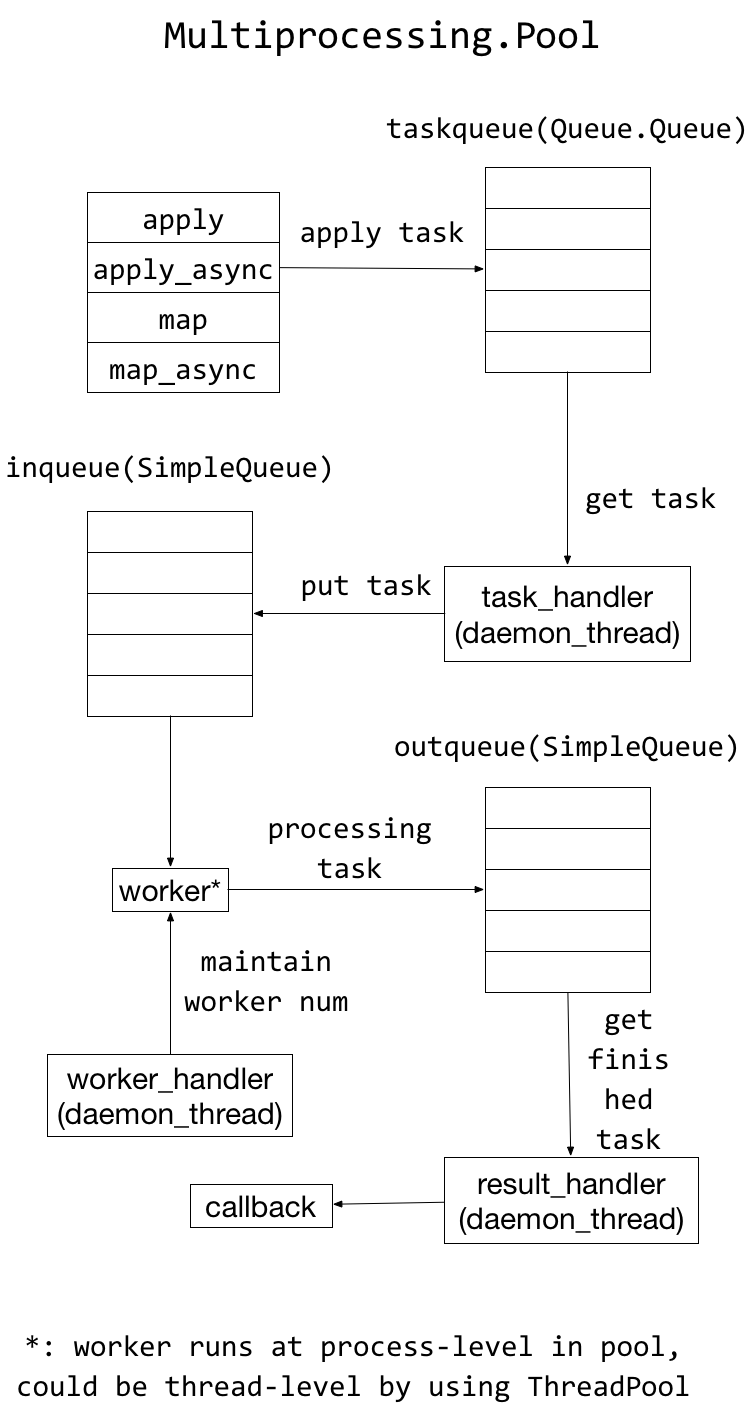 Multiprocessing.Pool
taskqueue(Queue.Queue)
apply
apply task
apply_async
map
map_async
inqueue(SimpleQueue)
get task
put task
task_handler
(daemon_thread)
outqueue(SimpleQueue)
processing
task
worker*
maintain
worker num
get
finis
hed
task
worker_handler
(daemon_thread)
result_handler
(daemon_thread)
callback
*: worker runs at process-level in pool,
could be thread-level by using ThreadPool